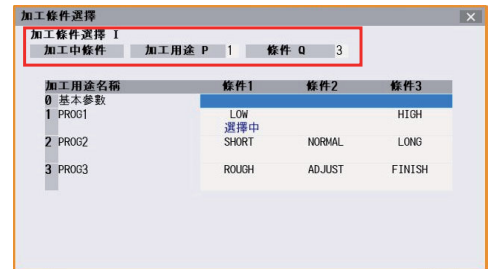 加工條件選擇
加工條件選擇 I
加工中條件 加工用途 P 1 條件 Q 3
加工用途名稱 條件1 條件2 條件3
0 基本參數
1 PROG1 LOW HIGH
選擇中
2 PROG2 SHORT NORMAL LONG
3 PROG3 ROUGH ADJUST FINISH